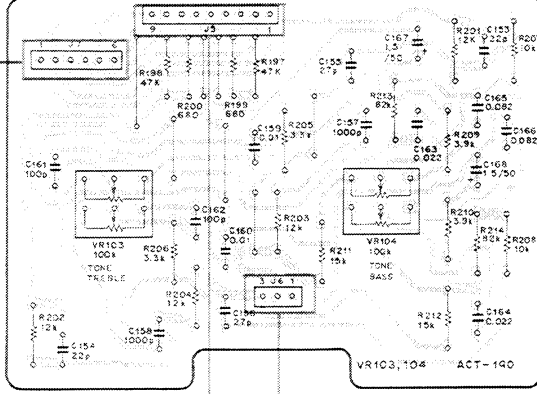 9 J5 1
J7 6
R198
47K
R197
47K
R200
680
R199
680
C155
27p
C167
1.5
/50
R201
12K
C153
22p
R207
10k
R213
82k
C165
0.082
C159
0.01
R205
3.3k
C157
1000p
C163
0.022
R209
3.9k
C166
0.082
C161
100p
C168
1.5/50
VR103
100k
TONE
TREBLE
C162
100p
R203
12k
VR104
100k
TONE
BASS
R210
3.9k
R214
82k
R208
10k
R206
3.3k
C160
0.01
R211
15k
R204
12k
3 J6 1
C156
27p
R202
12k
C154
22p
C158
1000p
R212
15k
C164
0.022
VR103,104 ACT-190